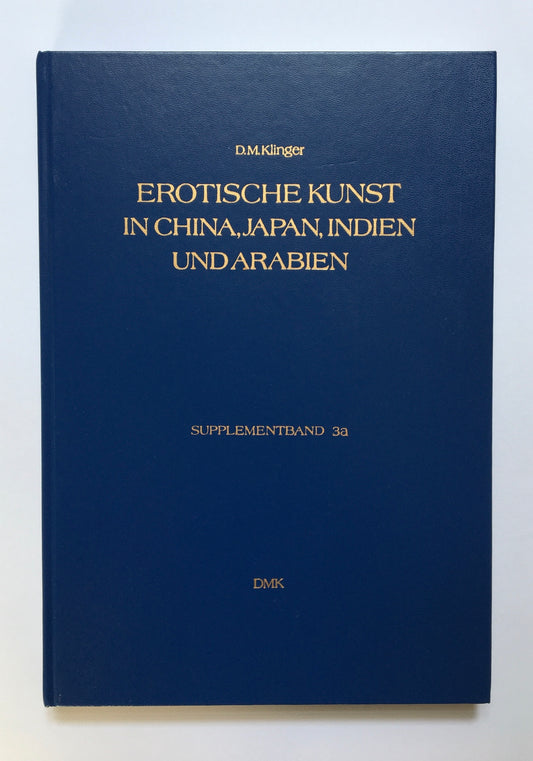 D.M.Klinger
EROTISCHE KUNST
IN CHINA, JAPAN, INDIEN
UND ARABIEN
SUPPLEMENTBAND 3a
DMK